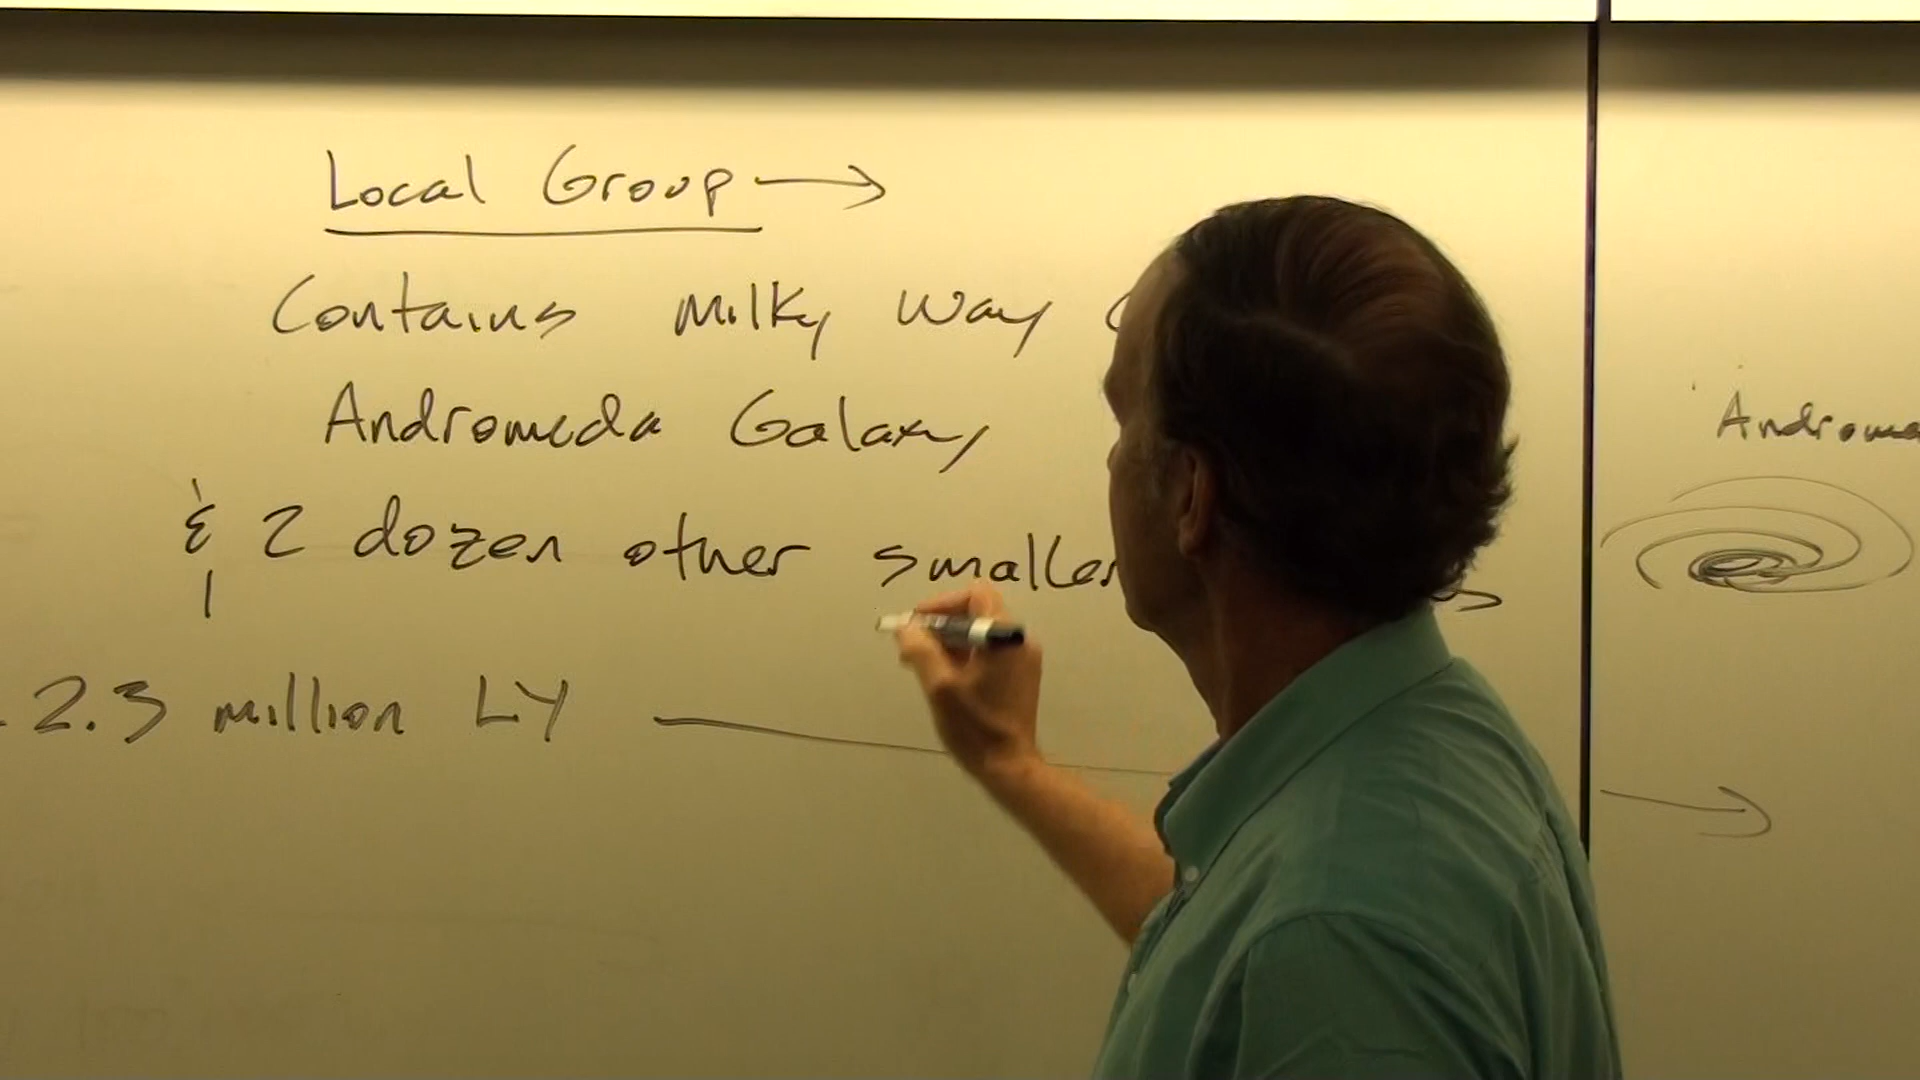 Local Group →
Contains Milky Way
Andromeda Galaxy
& 2 dozen other smaller
2.3 million LY
Androme